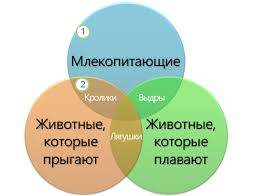 1
Млекопитающие
2
Кролики
Выдры
Животные,
которые
прыгают
Лягушки
Животные,
которые
плавают